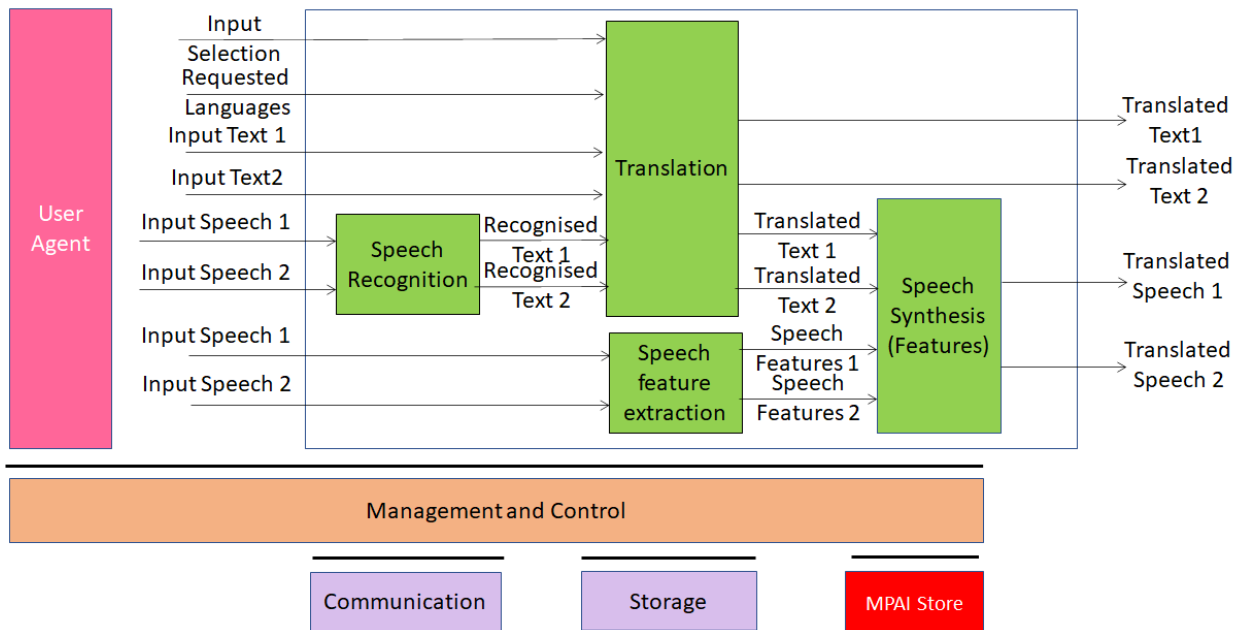 Input
Selection
Requested
Languages
Input Text 1
Input Text2
Input Speech 1
Input Speech 2
Input Speech 1
Input Speech 2
User
Agent
Speech
Recognition
Recognised
Text 1
Recognised
Text 2
Translation
Speech
feature
extraction
Translated
Text 1
Translated
Text 2
Speech
Features 1
Speech
Features 2
Speech
Synthesis
(Features)
Translated
Text1
Translated
Text 2
Translated
Speech 1
Translated
Speech 2
Management and Control
Communication
Storage
MPAI Store